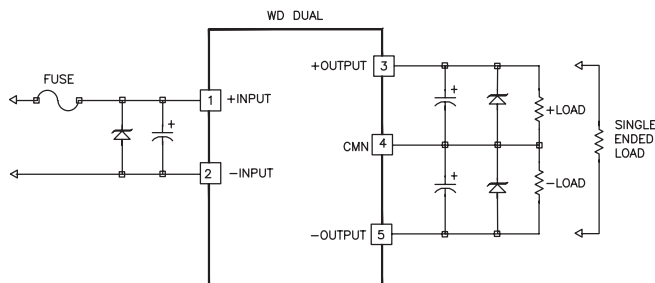 WD DUAL
FUSE
+OUTPUT 3
1 +INPUT
+
+
+LOAD
SINGLE
ENDED
LOAD
CMN 4
2 -INPUT
+
-LOAD
-OUTPUT 5